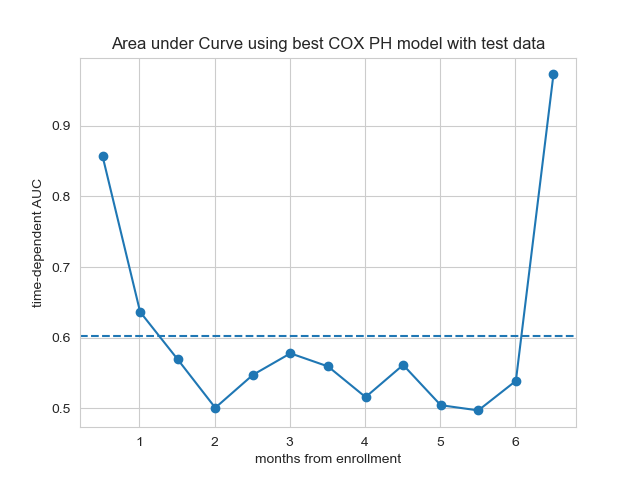 Area under Curve using best COX PH model with test data
time-dependent AUC
0.9
0.8
0.7
0.6
0.5
1 2 3 4 5 6
months from enrollment